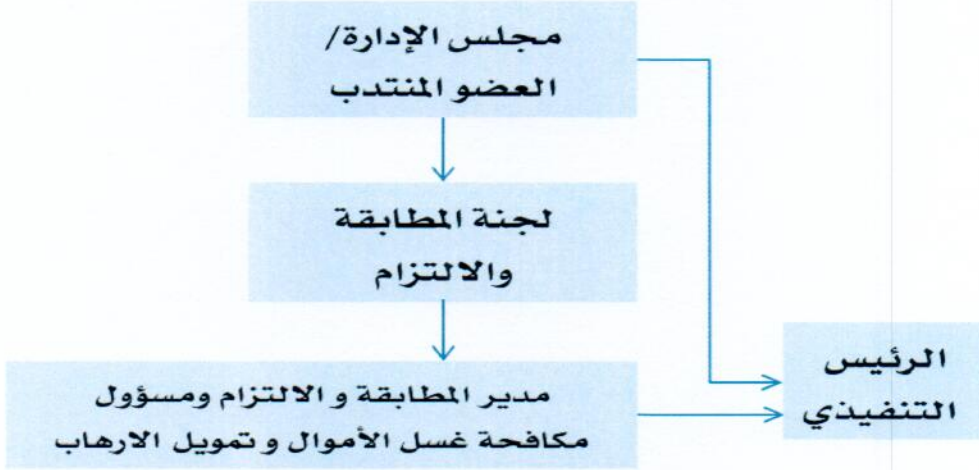 مجلس الإدارة/
العضو المنتدب
لجنة المطابقة
والالتزام
الرئيس
التنفيذي
مدير المطابقة و الالتزام ومسؤول
مكافحة غسل الأموال و تمويل الارهاب